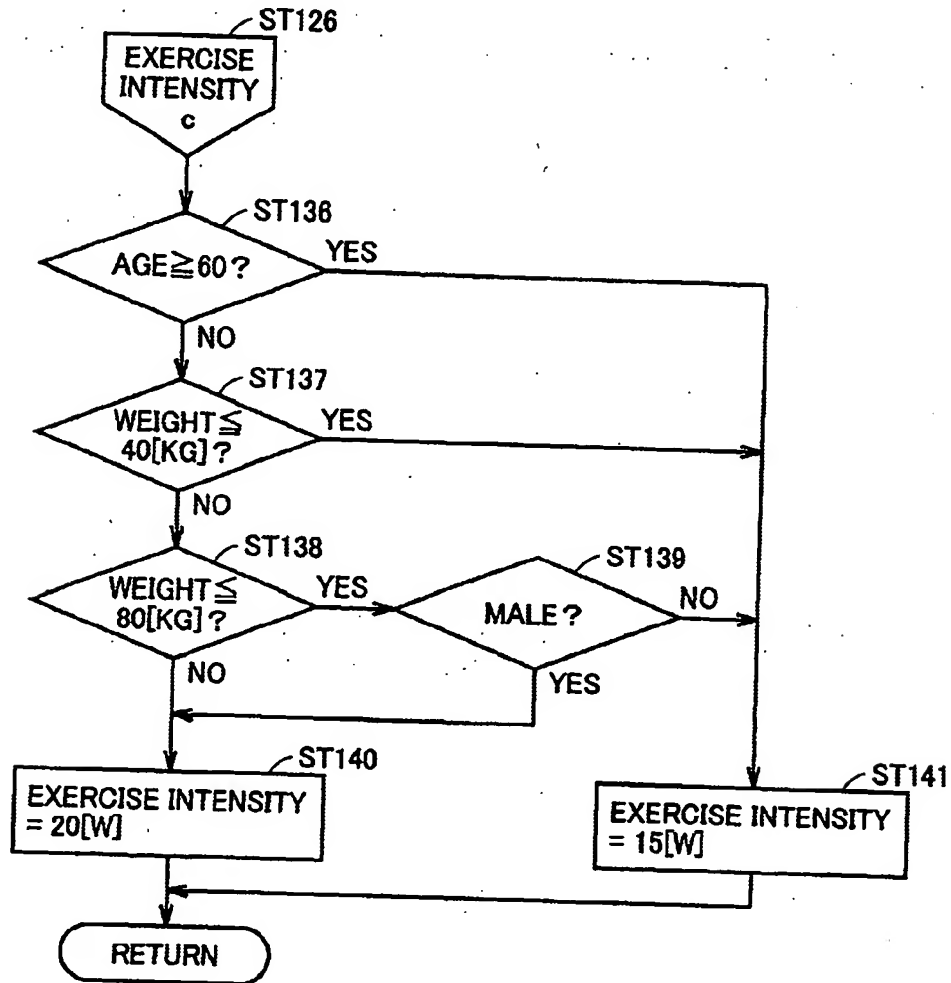 ST126
EXERCISE
INTENSITY
c
ST136
AGE≧60?
YES
NO
ST137
WEIGHT≦
40[KG]?
YES
NO
ST138
WEIGHT≦
80[KG]?
YES
NO
ST139
MALE?
NO
YES
ST140
EXERCISE INTENSITY
= 20[W]
ST141
EXERCISE INTENSITY
= 15[W]
RETURN